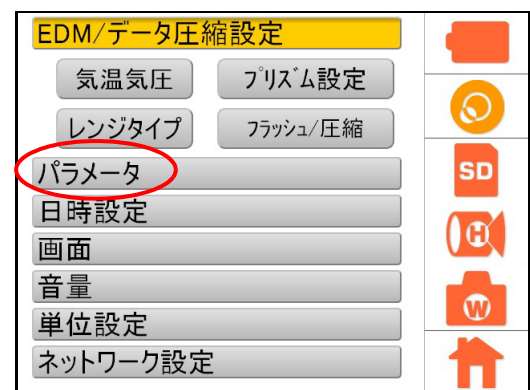 EDM/データ圧縮設定
気温気圧 プリズム設定
レンジタイプ フラッシュ/圧縮
パラメータ
SD
日時設定
画面
H
音量
W
単位設定
ネットワーク設定